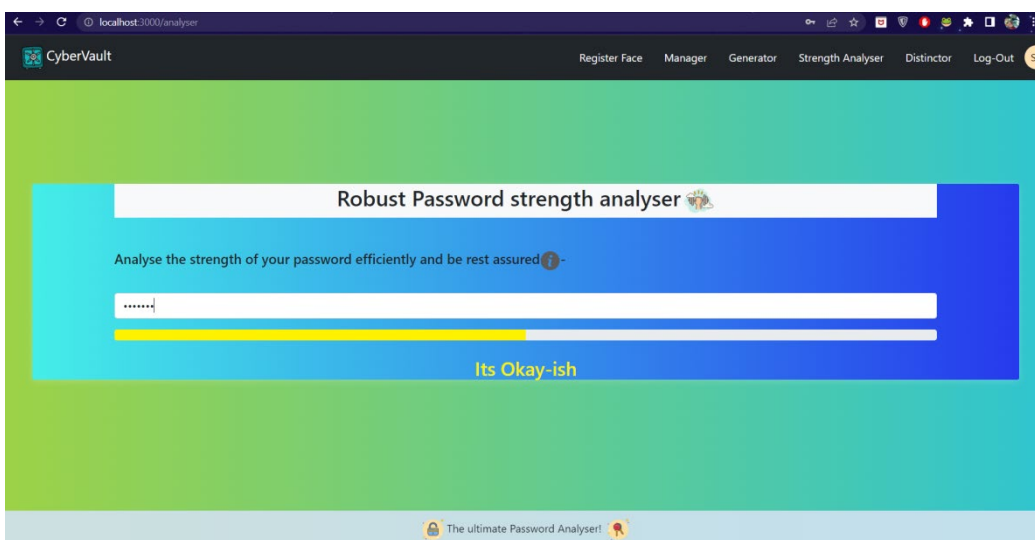 localhost:3000/analyser
CyberVault Register Face Manager Generator Strength Analyser Distinctor Log-Out S
Robust Password strength analyser
Analyse the strength of your password efficiently and be rest assured i -
•••••••
Its Okay-ish
The ultimate Password Analyser!